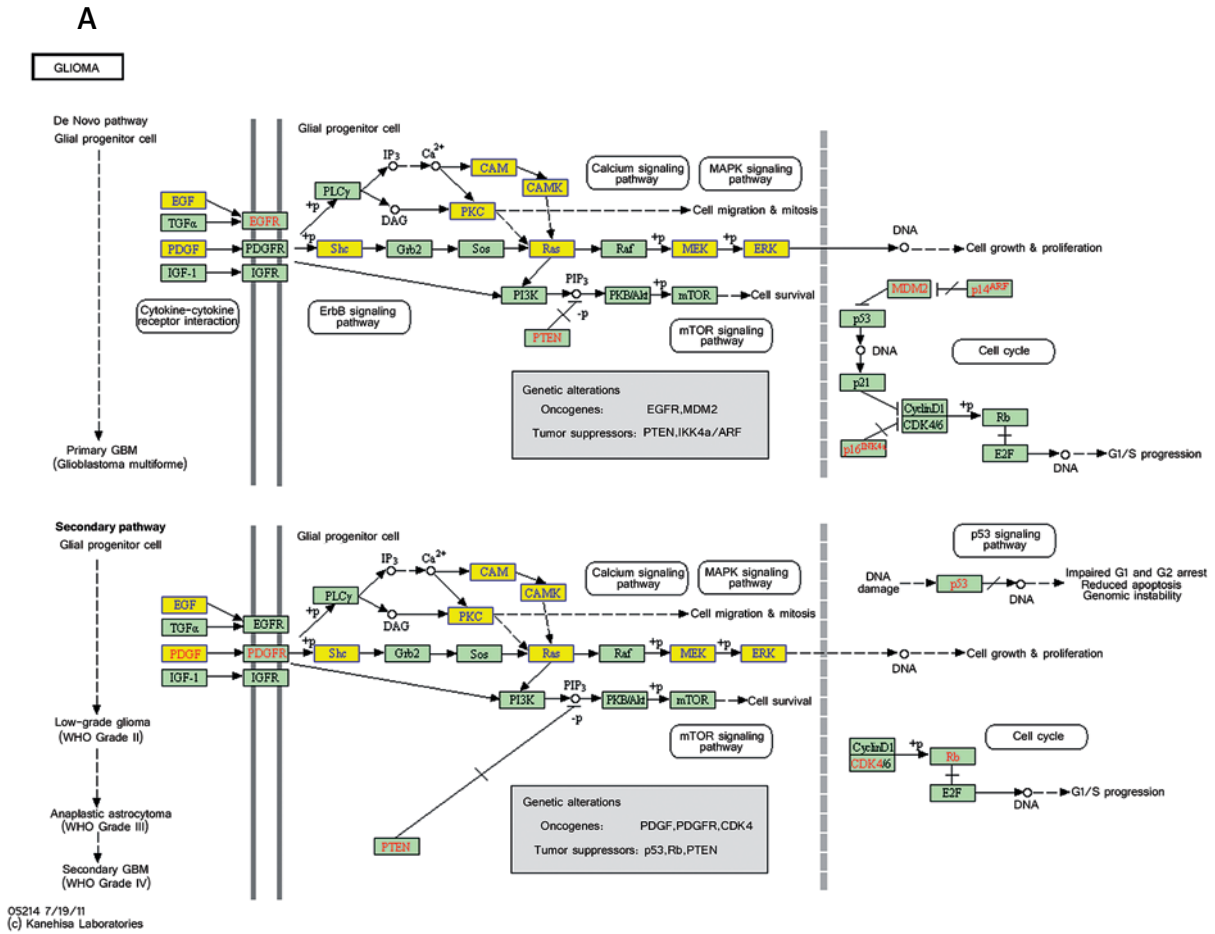 A
GLIOMA
De Novo pathway
Glial progenitor cell
Primary GBM
(Glioblastoma multiforme)
Glial progenitor cell
EGF
TGFα
PDGF
IGF-1
EGFR
PDGFR
IGFR
Cytokine-cytokine
receptor interaction
+p
+p
PLCγ
IP3
Ca2+
DAG
CAM
CAMK
PKC
Calcium signaling
pathway
MAPK signaling
pathway
Cell migration & mitosis
Shc
Grb2
Sos
Ras
Raf
+p
MEK
+p
ERK
DNA
Cell growth & proliferation
ErbB signaling
pathway
PI3K
PIP3
-p
PKB/Akt
+p
mTOR
Cell survival
PTEN
mTOR signaling
pathway
MDM2
p14ARF
p53
DNA
Cell cycle
p21
CyclinD1
CDK4/6
+p
Rb
p16INK4a
E2F
DNA
G1/S progression
Genetic alterations
Oncogenes: EGFR,MDM2
Tumor suppressors: PTEN,IKK4a/ARF
Secondary pathway
Glial progenitor cell
Low-grade glioma
(WHO Grade II)
Anaplastic astrocytoma
(WHO Grade III)
Secondary GBM
(WHO Grade IV)
Glial progenitor cell
EGF
TGFα
PDGF
IGF-1
EGFR
PDGFR
IGFR
+p
+p
PLCγ
IP3
Ca2+
DAG
CAM
CAMK
PKC
Calcium signaling
pathway
MAPK signaling
pathway
Cell migration & mitosis
Shc
Grb2
Sos
Ras
Raf
+p
MEK
+p
ERK
DNA
Cell growth & proliferation
p53 signaling
pathway
DNA
damage
p53
DNA
Impaired G1 and G2 arrest
Reduced apoptosis
Genomic instability
PI3K
PIP3
-p
PKB/Akt
+p
mTOR
Cell survival
mTOR signaling
pathway
PTEN
CyclinD1
CDK4/6
+p
Rb
Cell cycle
E2F
DNA
G1/S progression
Genetic alterations
Oncogenes: PDGF,PDGFR,CDK4
Tumor suppressors: p53,Rb,PTEN
05214 7/19/11
(c) Kanehisa Laboratories